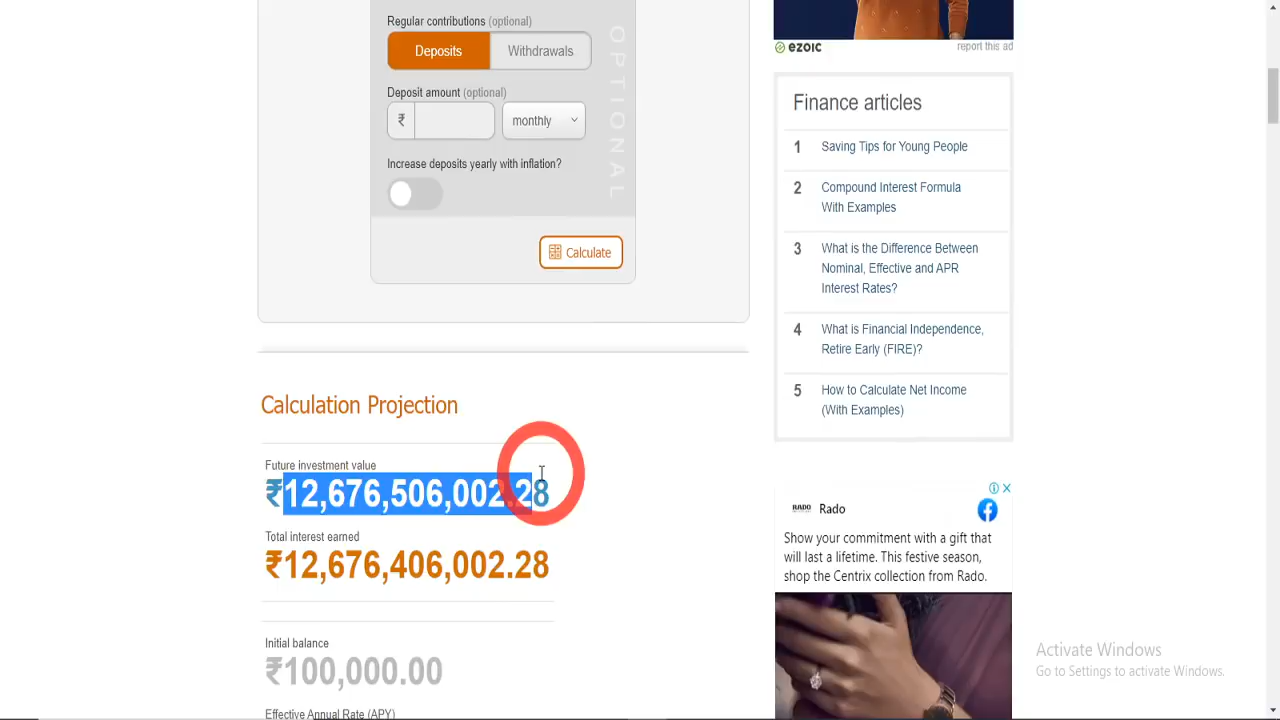 Regular contributions (optional)
Deposits
Withdrawals
Deposit amount (optional)
₹
monthly
Increase deposits yearly with inflation?
OPTIONAL
Calculate
Calculation Projection
Future investment value
₹12,676,506,002.28
Total interest earned
₹12,676,406,002.28
Initial balance
₹100,000.00
Effective Annual Rate (APY)
ezoic
report this ad
Finance articles
1 Saving Tips for Young People
2 Compound Interest Formula
With Examples
3 What is the Difference Between
Nominal, Effective and APR
Interest Rates?
4 What is Financial Independence,
Retire Early (FIRE)?
5 How to Calculate Net Income
(With Examples)
RADO Rado
Show your commitment with a gift that
will last a lifetime. This festive season,
shop the Centrix collection from Rado.
Activate Windows
Go to Settings to activate Windows.